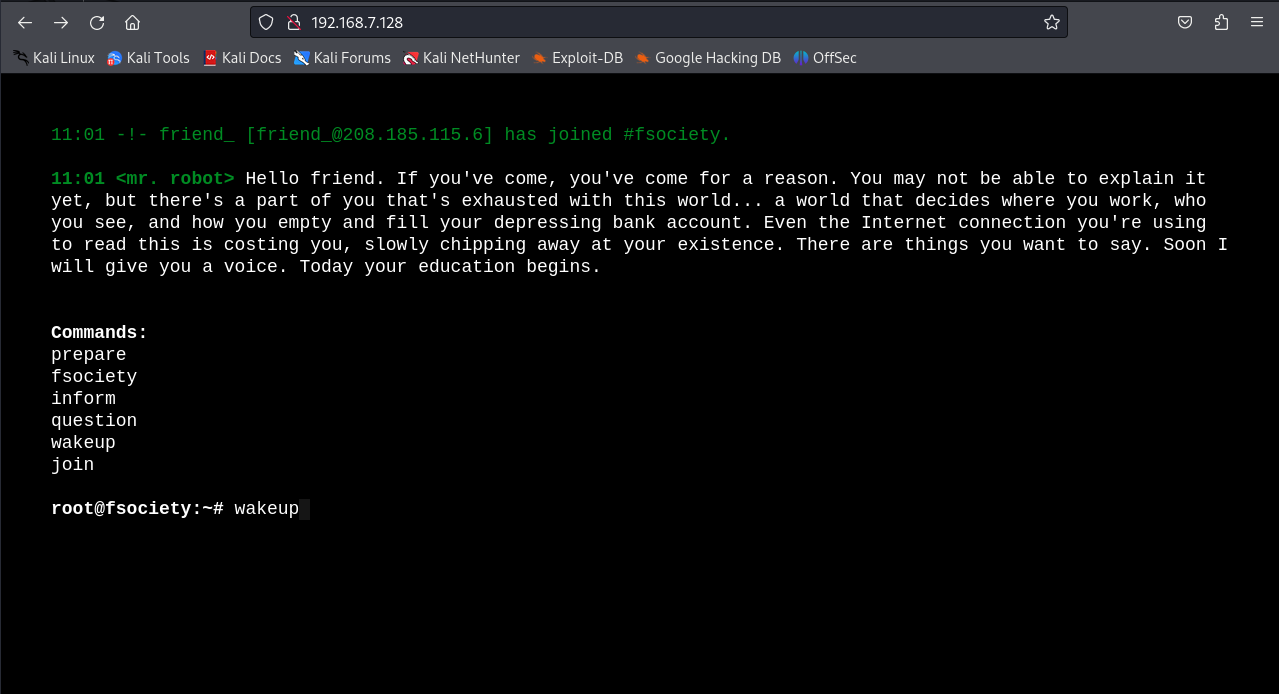 192.168.7.128
Kali Linux Kali Tools Kali Docs Kali Forums Kali NetHunter Exploit-DB Google Hacking DB OffSec
11:01 -!- friend_ [friend_@208.185.115.6] has joined #fsociety.
11:01 <mr. robot> Hello friend. If you've come, you've come for a reason. You may not be able to explain it
yet, but there's a part of you that's exhausted with this world... a world that decides where you work, who
you see, and how you empty and fill your depressing bank account. Even the Internet connection you're using
to read this is costing you, slowly chipping away at your existence. There are things you want to say. Soon I
will give you a voice. Today your education begins.
Commands:
prepare
fsociety
inform
question
wakeup
join
root@fsociety:~# wakeup